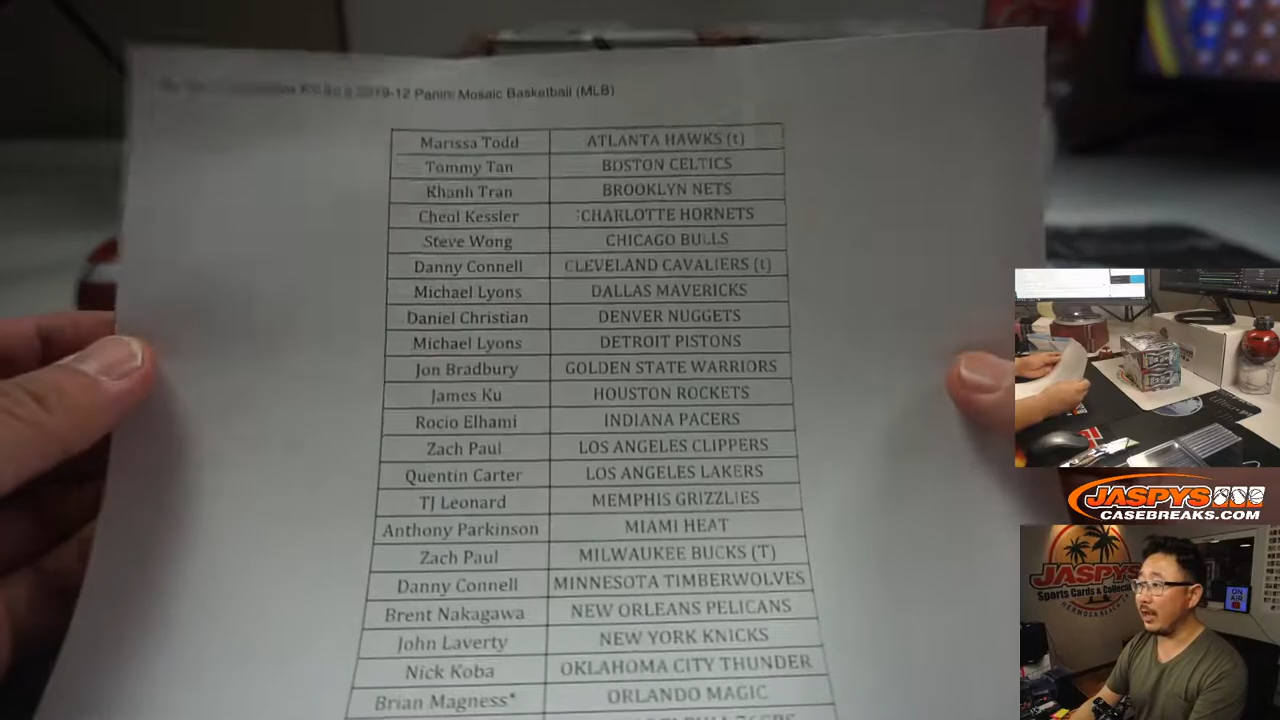 Panini Mosaic Basketball (MLB)
Marissa Todd ATLANTA HAWKS (t)
Tommy Tan BOSTON CELTICS
Khanh Tran BROOKLYN NETS
Cheol Kessler CHARLOTTE HORNETS
Steve Wong CHICAGO BULLS
Danny Connell CLEVELAND CAVALIERS (t)
Michael Lyons DALLAS MAVERICKS
Daniel Christian DENVER NUGGETS
Michael Lyons DETROIT PISTONS
Jon Bradbury GOLDEN STATE WARRIORS
James Ku HOUSTON ROCKETS
Rocio Elhami INDIANA PACERS
Zach Paul LOS ANGELES CLIPPERS
Quentin Carter LOS ANGELES LAKERS
TJ Leonard MEMPHIS GRIZZLIES
Anthony Parkinson MIAMI HEAT
Zach Paul MILWAUKEE BUCKS (T)
Danny Connell MINNESOTA TIMBERWOLVES
Brent Nakagawa NEW ORLEANS PELICANS
John Laverty NEW YORK KNICKS
Nick Koba OKLAHOMA CITY THUNDER
Brian Magness* ORLANDO MAGIC
JASPYS
CASEBREAKS.COM
JASPYS
Sports Cards &
HERMOSA BEACH
ON
AIR